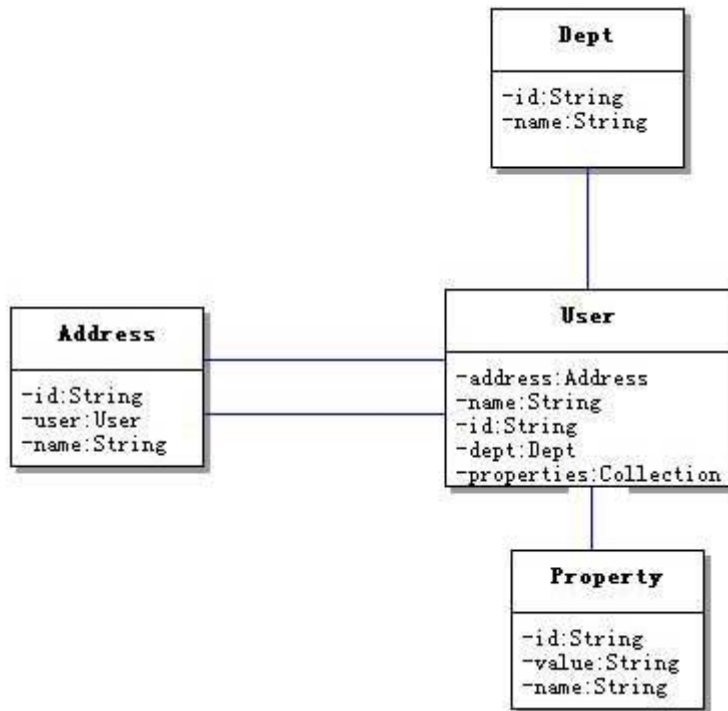 Dept
-id:String
-name:String
Address
-id:String
-user:User
-name:String
User
-address:Address
-name:String
-id:String
-dept:Dept
-properties:Collection
Property
-id:String
-value:String
-name:String